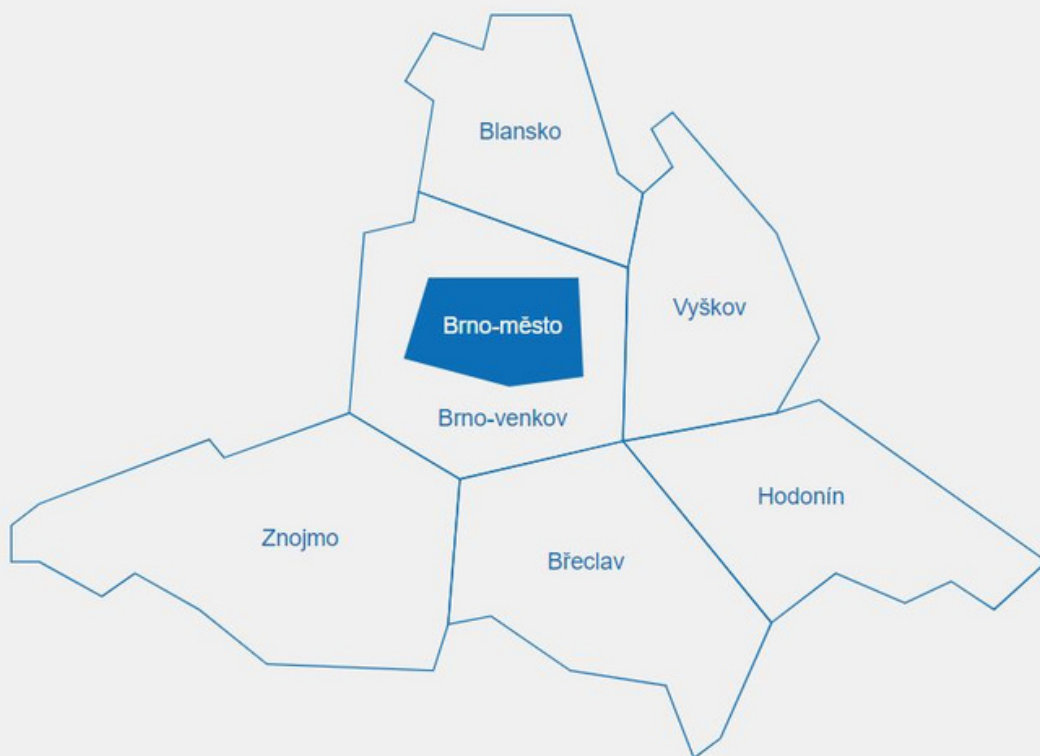 Blansko
Vyškov
Brno-město
Brno-venkov
Hodonín
Znojmo
Břeclav